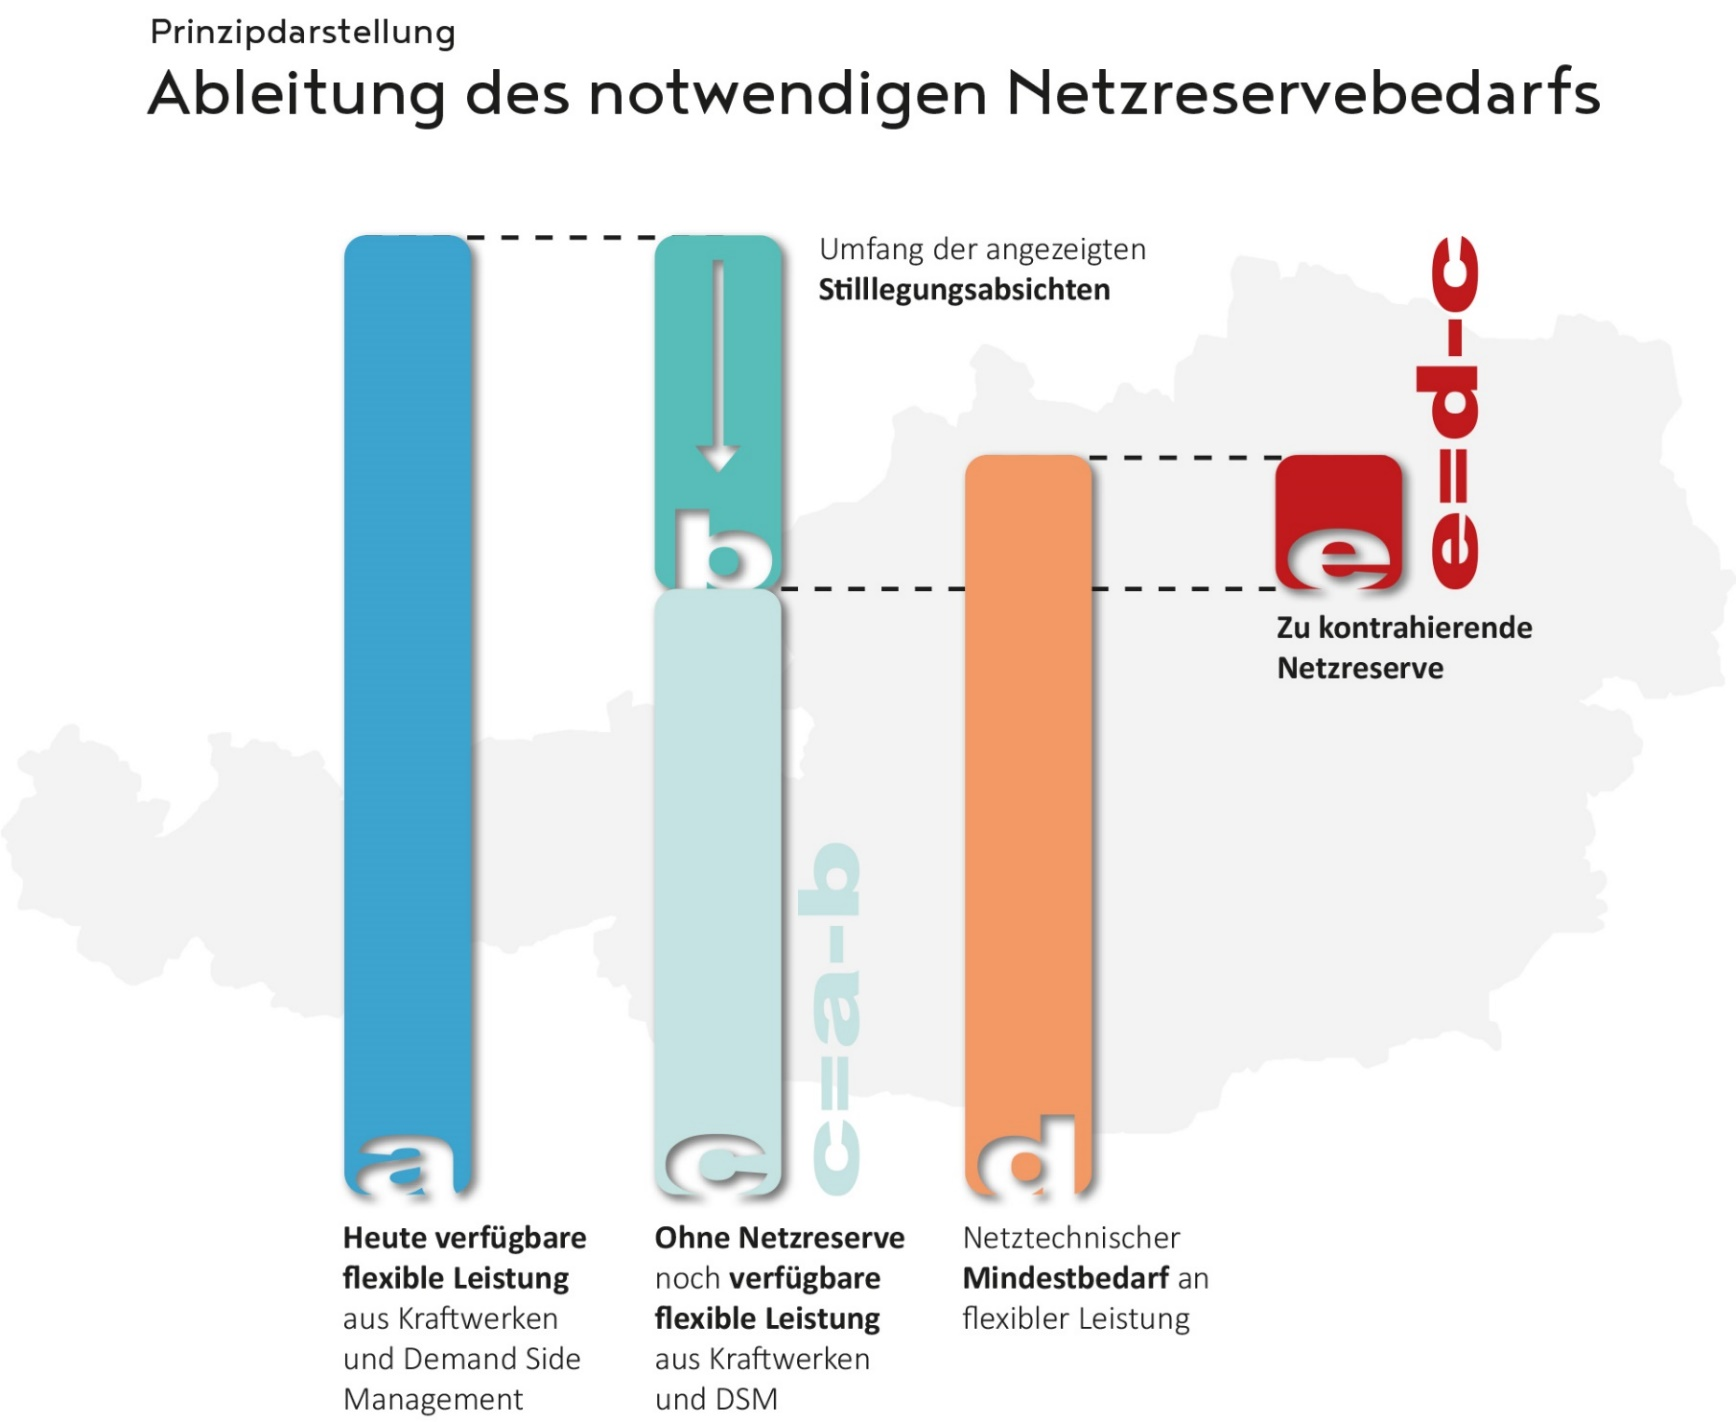 Prinzipdarstellung
Ableitung des notwendigen Netzreservebedarfs
Umfang der angezeigten
Stilllegungsabsichten
b
e
e=d-c
Zu kontrahierende
Netzreserve
c=a-b
a
c
d
Heute verfügbare
flexible Leistung
aus Kraftwerken
und Demand Side
Management
Ohne Netzreserve
noch verfügbare
flexible Leistung
aus Kraftwerken
und DSM
Netztechnischer
Mindestbedarf an
flexibler Leistung